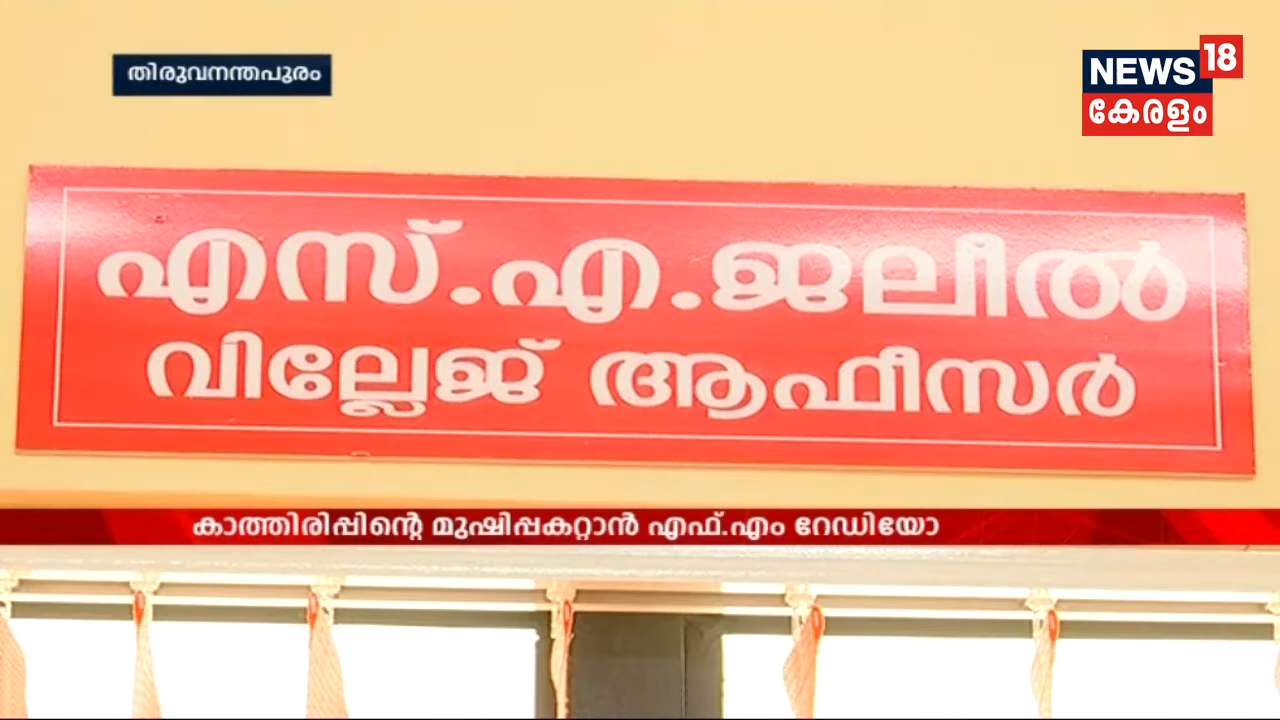 തിരുവനന്തപുരം
NEWS 18
കേരളം
എസ്.എ.ജലീൽ
വില്ലേജ് ആഫീസർ
കാത്തിരിപ്പിന്റെ മുഷിപ്പകറ്റാൻ എഫ്.എം റേഡിയോ